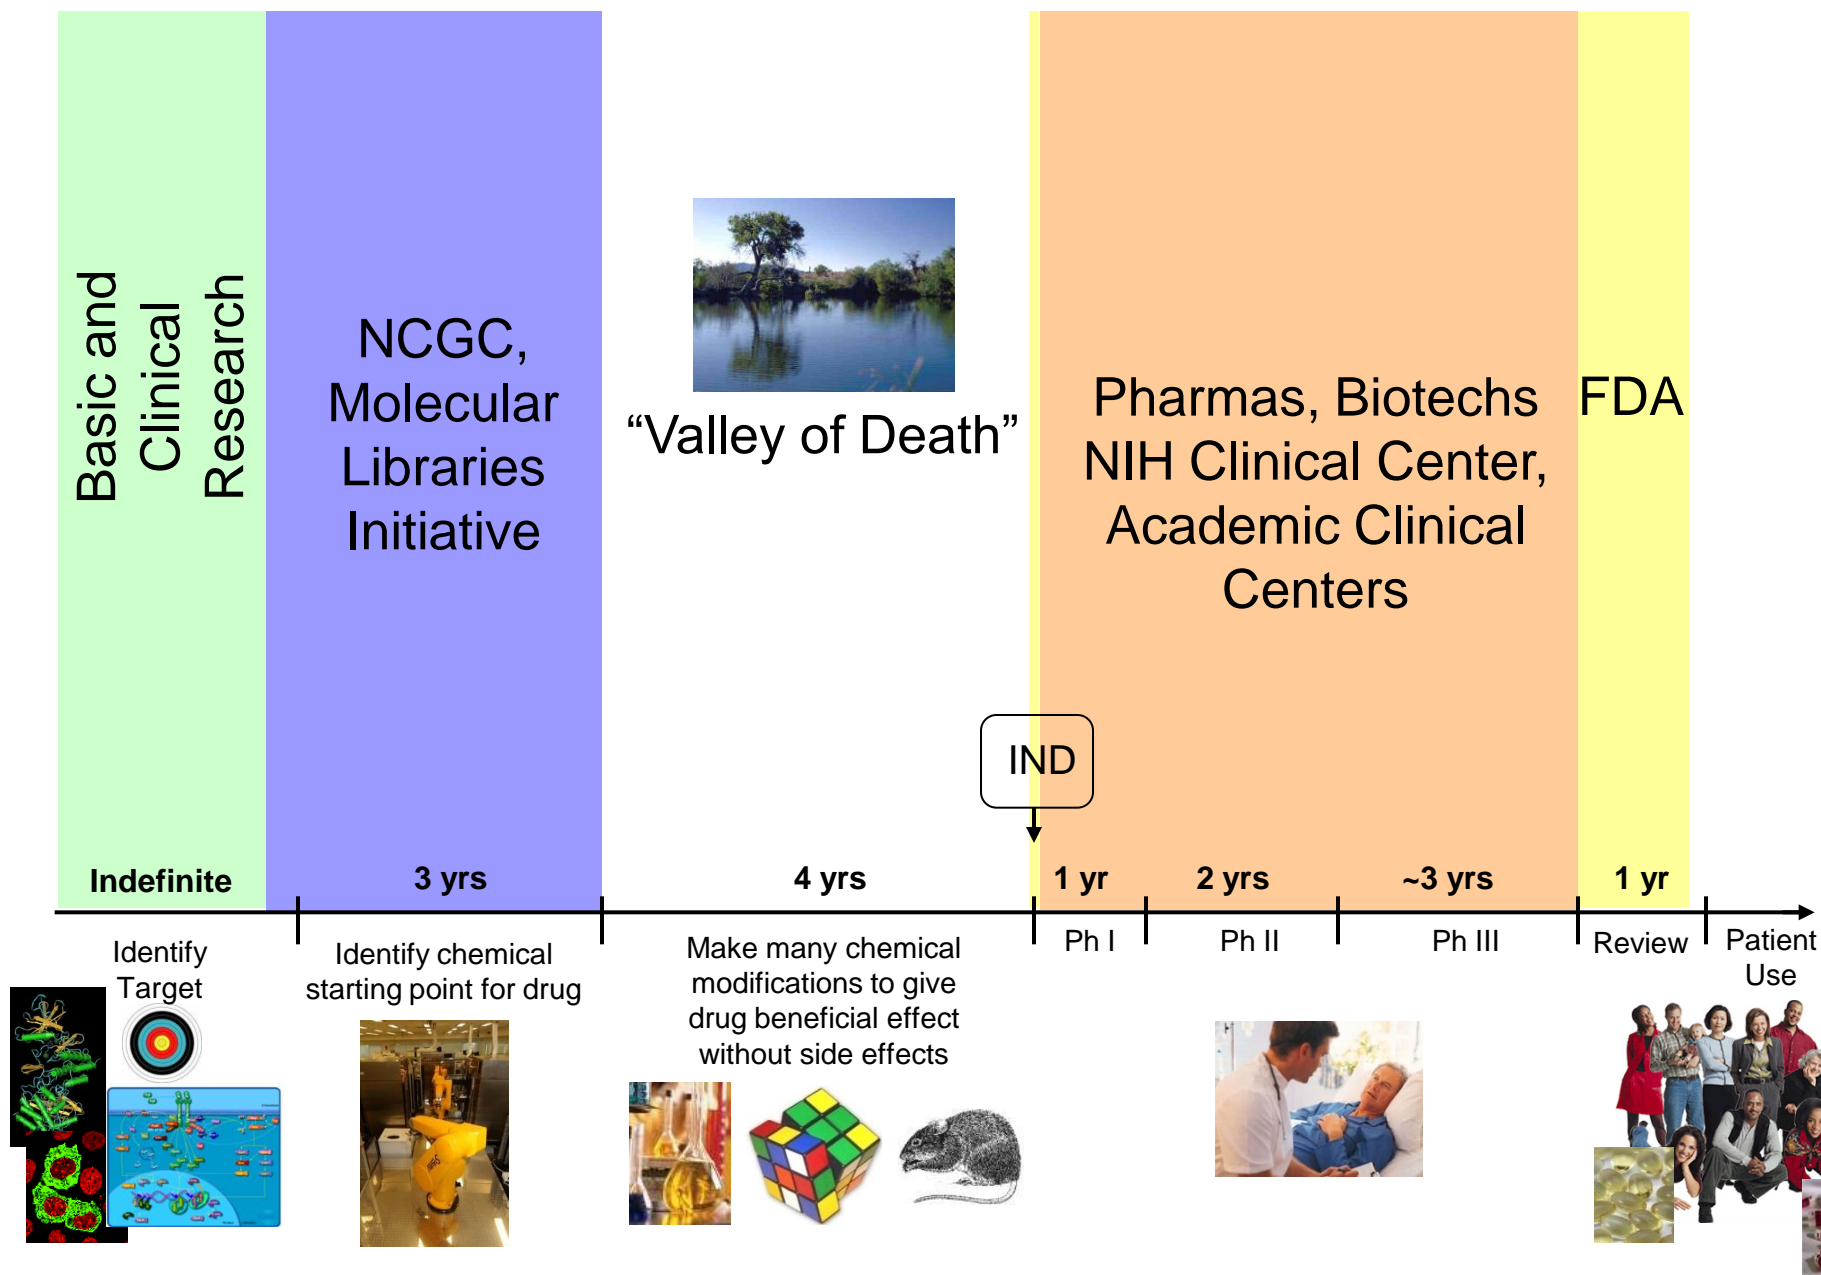 Basic and
Clinical
Research
NCGC,
Molecular
Libraries
Initiative
“Valley of Death”
Pharmas, Biotechs
NIH Clinical Center,
Academic Clinical
Centers
FDA
IND
Indefinite
3 yrs
4 yrs
1 yr
2 yrs
~3 yrs
1 yr
Identify
Target
Identify chemical
starting point for drug
Make many chemical
modifications to give
drug beneficial effect
without side effects
Ph I
Ph II
Ph III
Review
Patient
Use